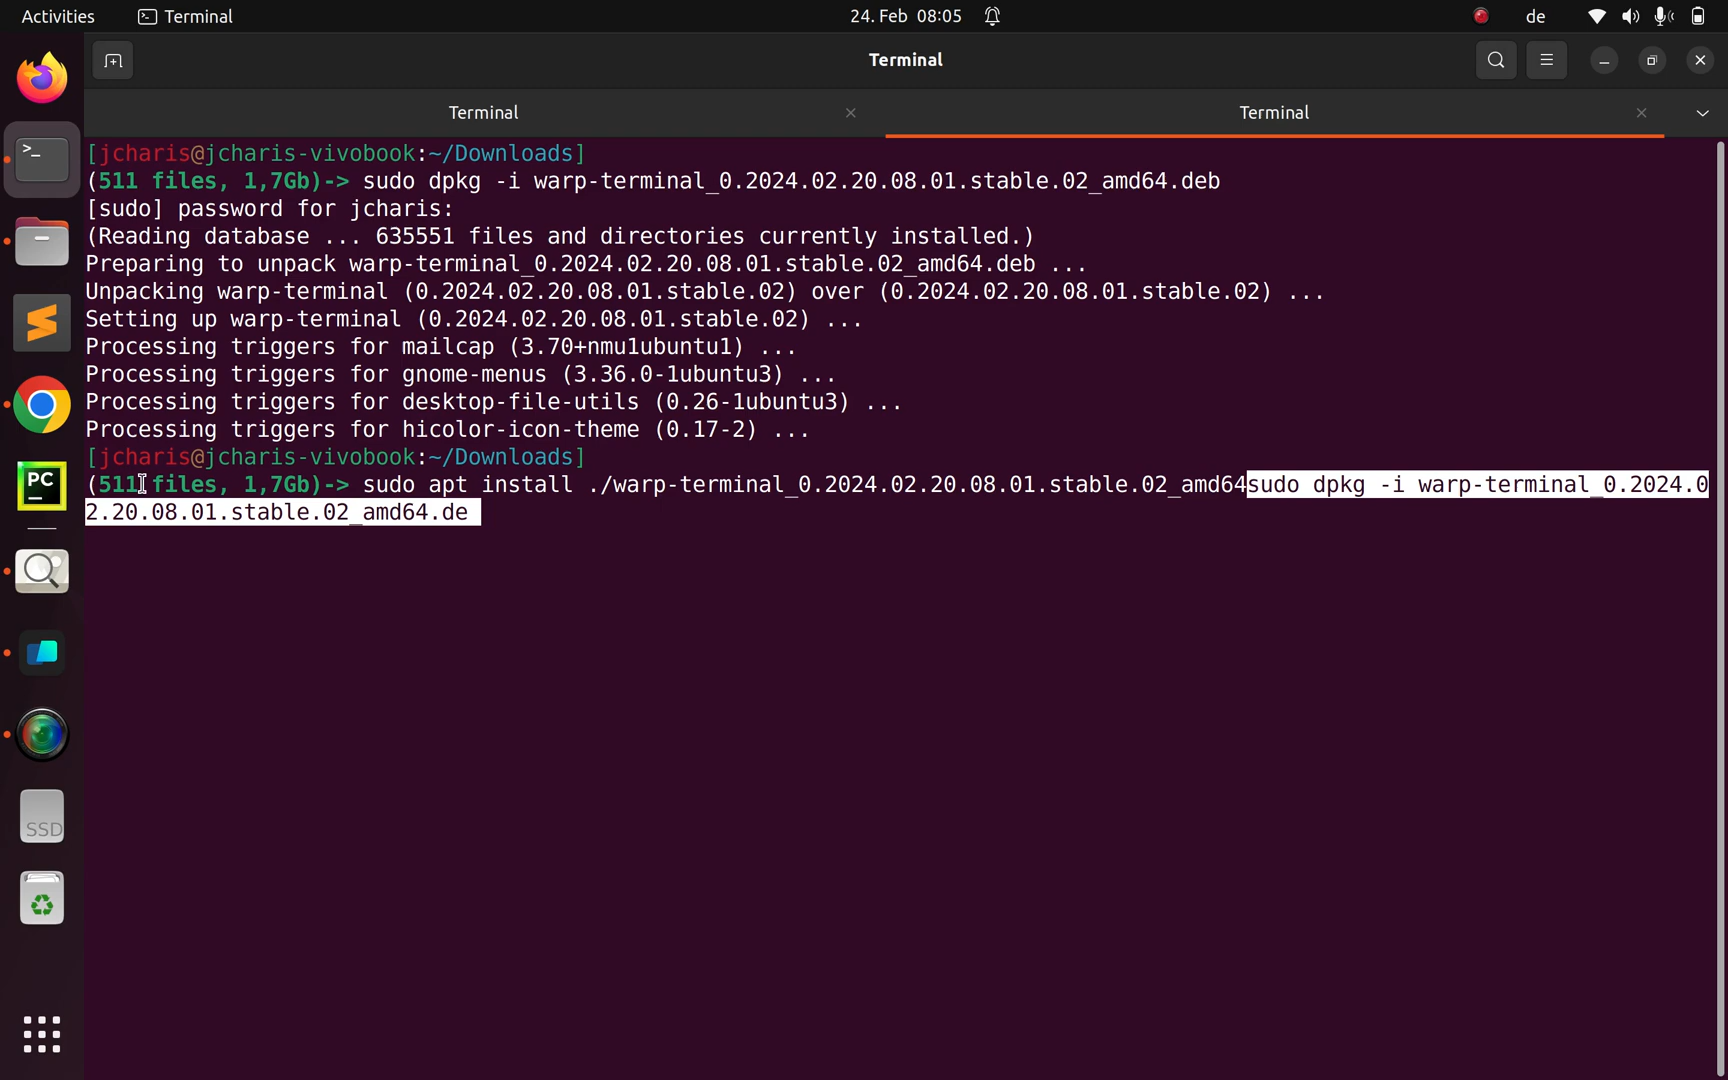 Activities Terminal 24. Feb 08:05 de
Terminal
Terminal Terminal
[jcharis@jcharis-vivobook:~/Downloads]
(511 files, 1,7Gb)-> sudo dpkg -i warp-terminal_0.2024.02.20.08.01.stable.02_amd64.deb
[sudo] password for jcharis:
(Reading database ... 635551 files and directories currently installed.)
Preparing to unpack warp-terminal_0.2024.02.20.08.01.stable.02_amd64.deb ...
Unpacking warp-terminal (0.2024.02.20.08.01.stable.02) over (0.2024.02.20.08.01.stable.02) ...
Setting up warp-terminal (0.2024.02.20.08.01.stable.02) ...
Processing triggers for mailcap (3.70+nmu1ubuntu1) ...
Processing triggers for gnome-menus (3.36.0-1ubuntu3) ...
Processing triggers for desktop-file-utils (0.26-1ubuntu3) ...
Processing triggers for hicolor-icon-theme (0.17-2) ...
[jcharis@jcharis-vivobook:~/Downloads]
(511 files, 1,7Gb)-> sudo apt install ./warp-terminal_0.2024.02.20.08.01.stable.02_amd64sudo dpkg -i warp-terminal_0.2024.0
2.20.08.01.stable.02_amd64.de
PC
SSD